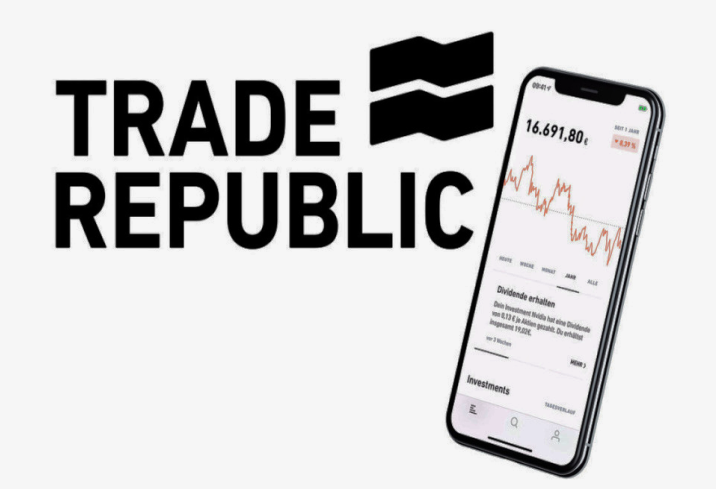 TRADE
REPUBLIC
09:41
16.691,80 €
SEIT 1 JAHR
0,39 %
HEUTE WOCHE MONAT JAHR ALLE
Dividende erhalten
Dein Investment Nvidia hat eine Dividende
von 0,13 € je Aktien gezahlt. Du erhältst
insgesamt 19,02€.
vor 3 Wochen
MEHR >
Investments
TAGESVERLAUF